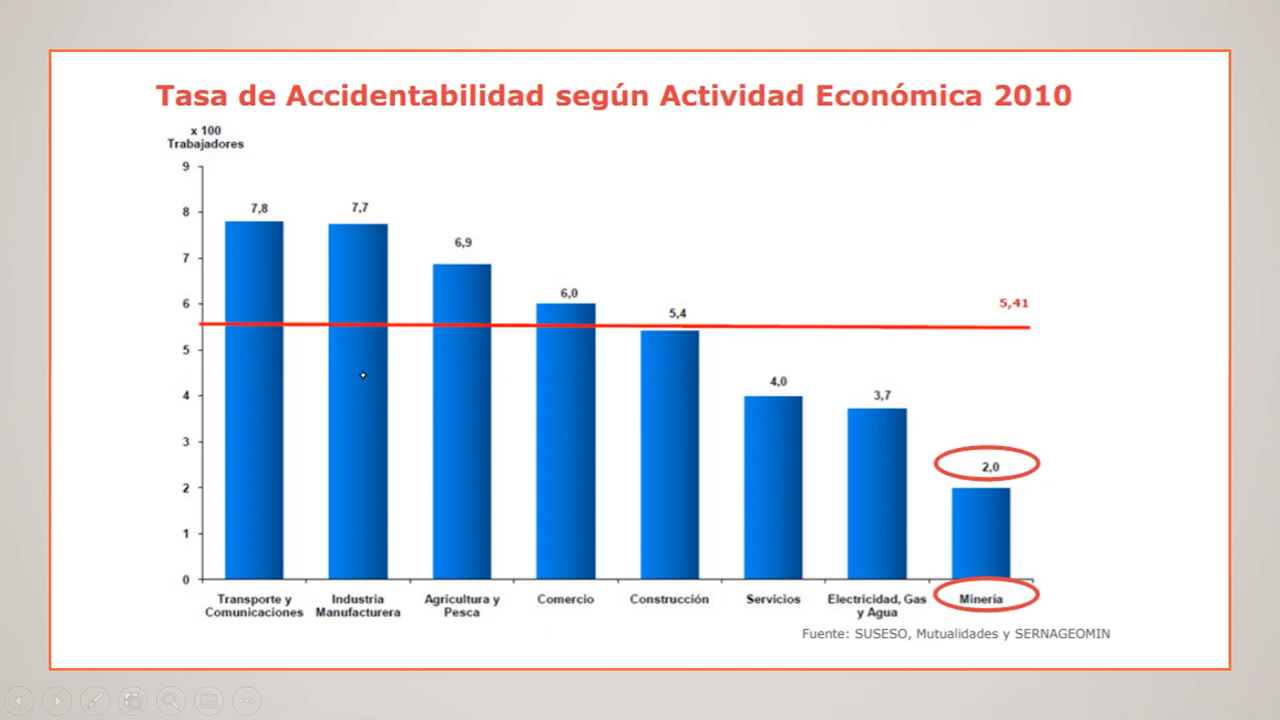 Tasa de Accidentabilidad según Actividad Económica 2010
x 100
Trabajadores
9
8
7
6
5
4
3
2
1
0
7,8
7,7
6,9
6,0
5,4
4,0
3,7
2,0
5,41
Transporte y
Comunicaciones
Industria
Manufacturera
Agricultura y
Pesca
Comercio
Construcción
Servicios
Electricidad, Gas
y Agua
Minería
Fuente: SUSESO, Mutualidades y SERNAGEOMIN